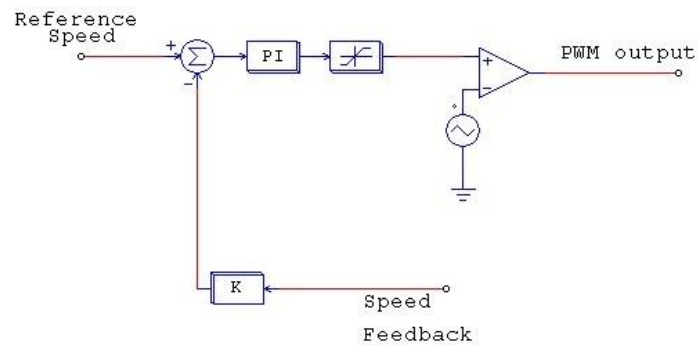 Reference
Speed
+
Σ
-
PI
+
-
PWM output
K
Speed
Feedback